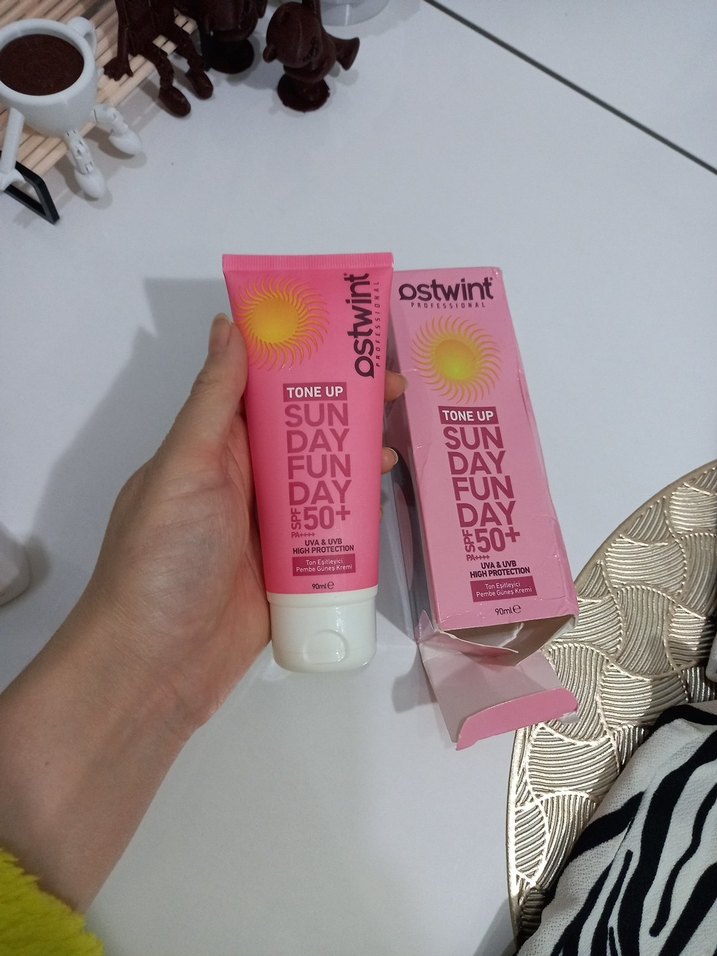 Ostwint
PROFESSIONAL
TONE UP
SUN
DAY
FUN
DAY
SPF
50+
PA++++
UVA & UVB
HIGH PROTECTION
Ton Eşitleyici
Pembe Güneş Kremi
90ml e
Ostwint
PROFESSIONAL
TONE UP
SUN
DAY
FUN
DAY
SPF
50+
PA++++
UVA & UVB
HIGH PROTECTION
Ton Eşitleyici
Pembe Güneş Kremi
90ml e